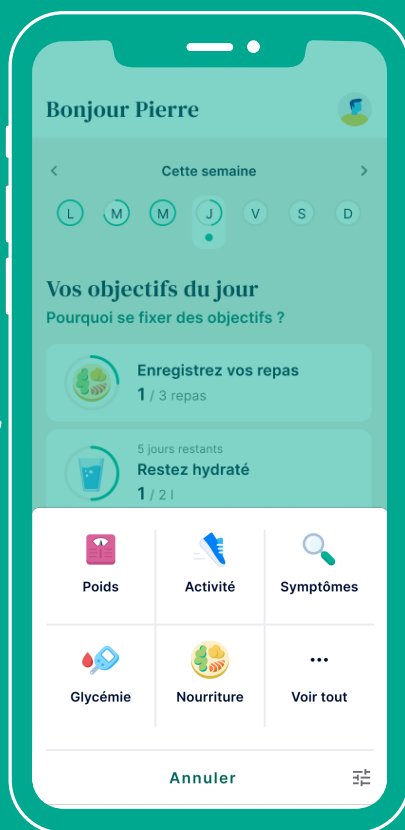 Bonjour Pierre
Cette semaine
L M M J V S D
Vos objectifs du jour
Pourquoi se fixer des objectifs ?
Enregistrez vos repas
1 / 3 repas
5 jours restants
Restez hydraté
1 / 2 l
Poids Activité Symptômes
Glycémie Nourriture Voir tout
Annuler